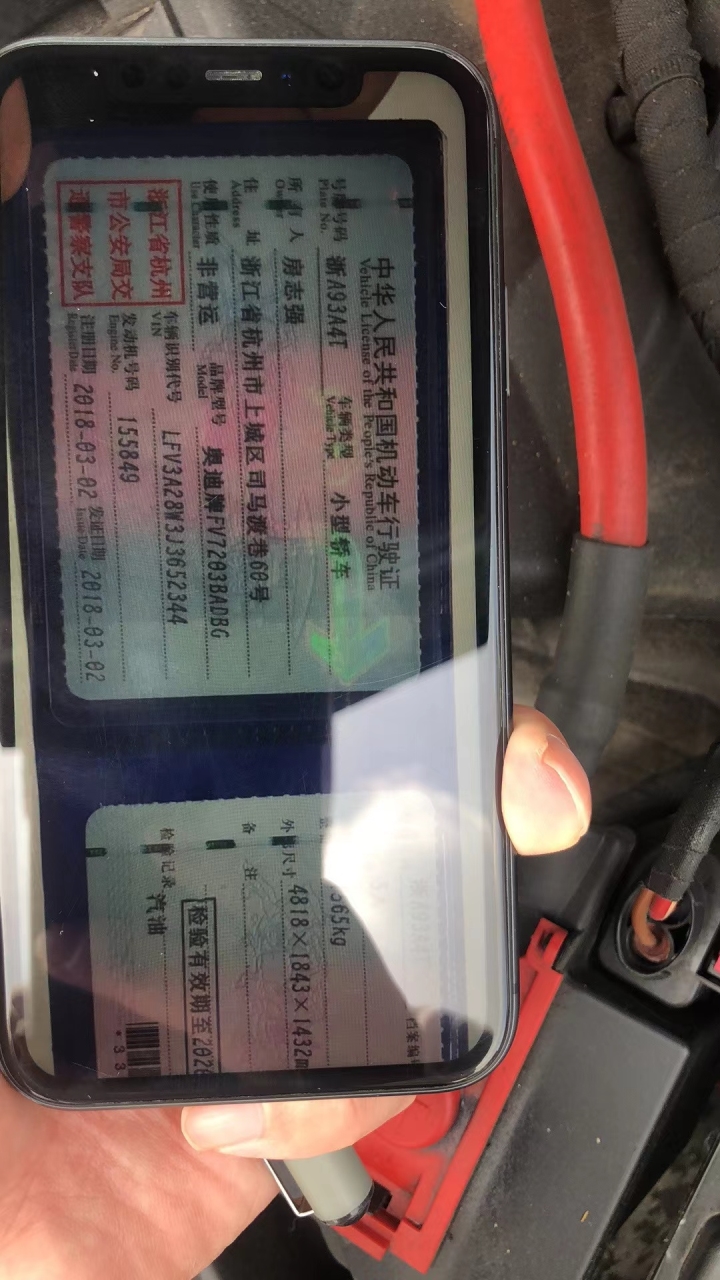 中华人民共和国机动车行驶证
Vehicle License of the People's Republic of China
号牌号码 浙A93A4T 车辆类型 小型轿车
Plate No. Vehicle Type
所有人 房志强
Owner
住址 浙江省杭州市上城区司马渡巷60号
Address
使用性质 非营运 品牌型号 奥迪牌FV7203BADBG
Use Character Model
浙江省杭州
市公安局交
通警察支队
车辆识别代号 LFV3A28W3J3652344
VIN
发动机号码 155849
Engine No.
注册日期 2018-03-02 发证日期 2018-03-02
Register Date Issue Date
档案编
565kg
外廓尺寸 4818×1843×1432
备注
检验有效期至202
检验记录 汽油
*33